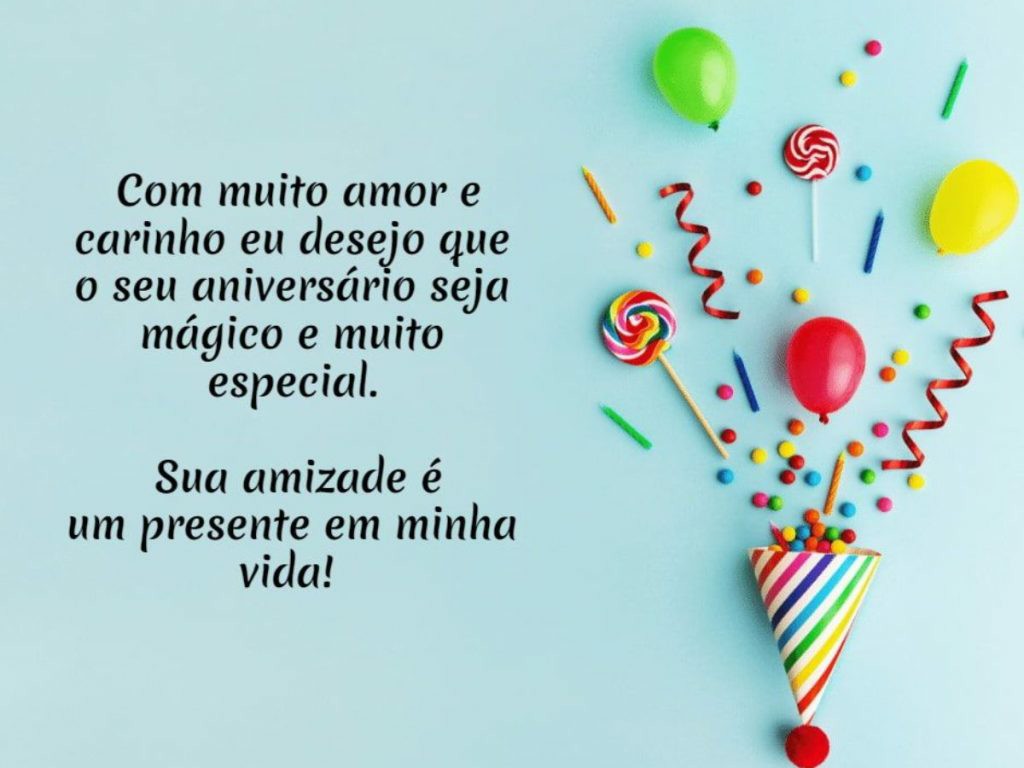 Com muito amor e
carinho eu desejo que
o seu aniversário seja
mágico e muito
especial.
Sua amizade é
um presente em minha
vida!